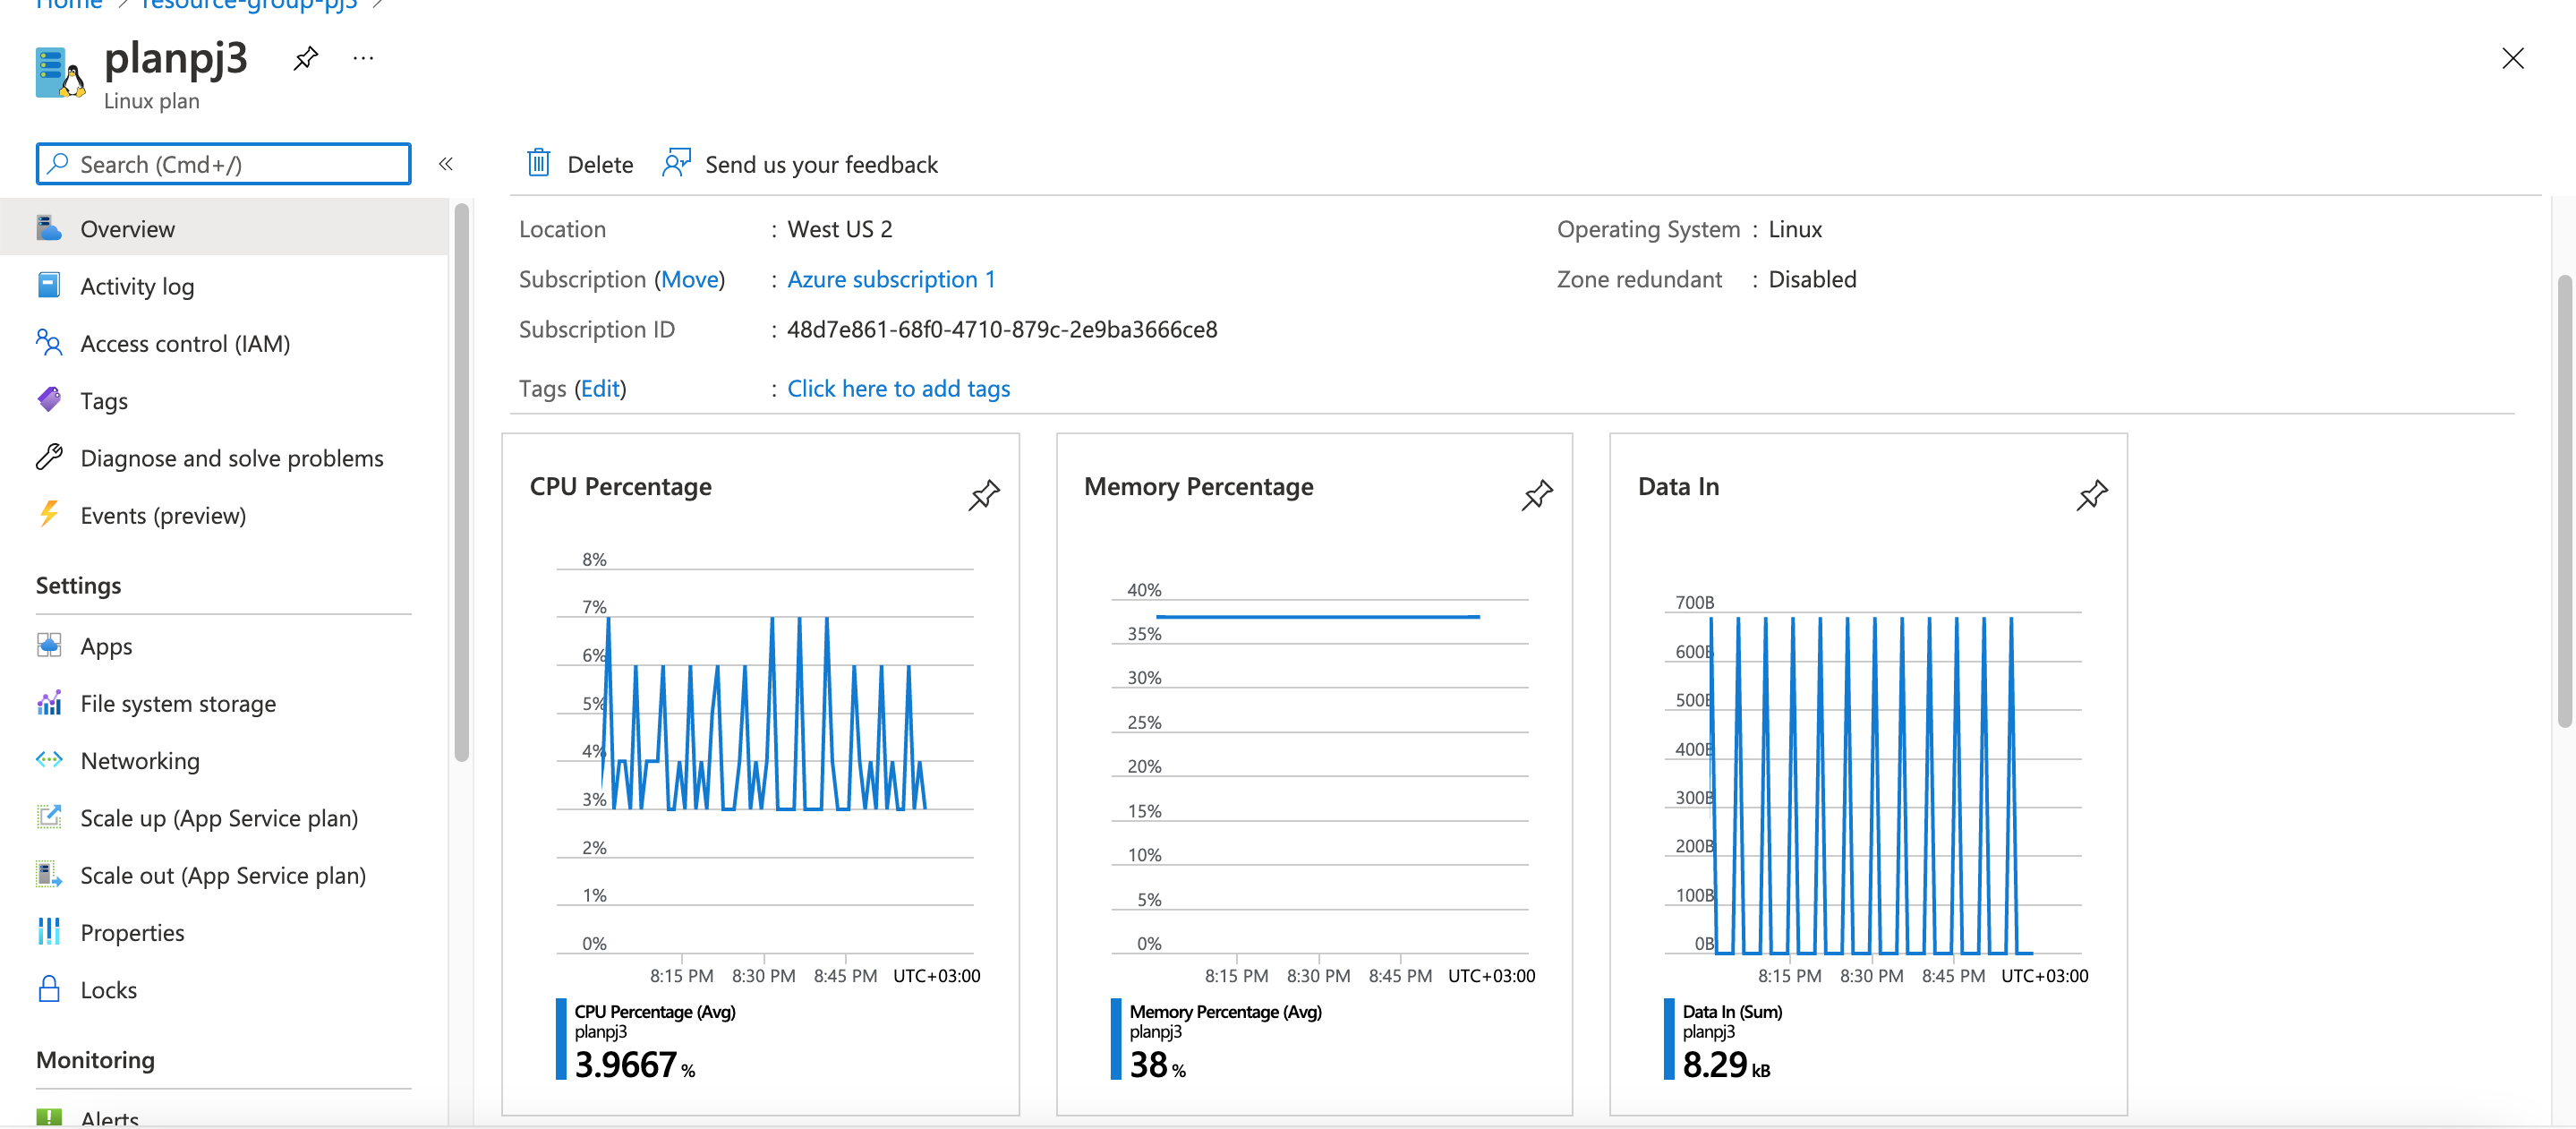 Home > resource-group-pj3 >
planpj3
...
Linux plan
Search (Cmd+/)
«
Delete
Send us your feedback
Overview
Activity log
Access control (IAM)
Tags
Diagnose and solve problems
Events (preview)
Settings
Apps
File system storage
Networking
Scale up (App Service plan)
Scale out (App Service plan)
Properties
Locks
Monitoring
Alerts
Location : West US 2
Subscription (Move) : Azure subscription 1
Subscription ID : 48d7e861-68f0-4710-879c-2e9ba3666ce8
Tags (Edit) : Click here to add tags
Operating System : Linux
Zone redundant : Disabled
CPU Percentage
8%
7%
6%
5%
4%
3%
2%
1%
0%
8:15 PM 8:30 PM 8:45 PM UTC+03:00
CPU Percentage (Avg)
planpj3
3.9667 %
Memory Percentage
40%
35%
30%
25%
20%
15%
10%
5%
0%
8:15 PM 8:30 PM 8:45 PM UTC+03:00
Memory Percentage (Avg)
planpj3
38 %
Data In
700B
600B
500B
400B
300B
200B
100B
0B
8:15 PM 8:30 PM 8:45 PM UTC+03:00
Data In (Sum)
planpj3
8.29 kB